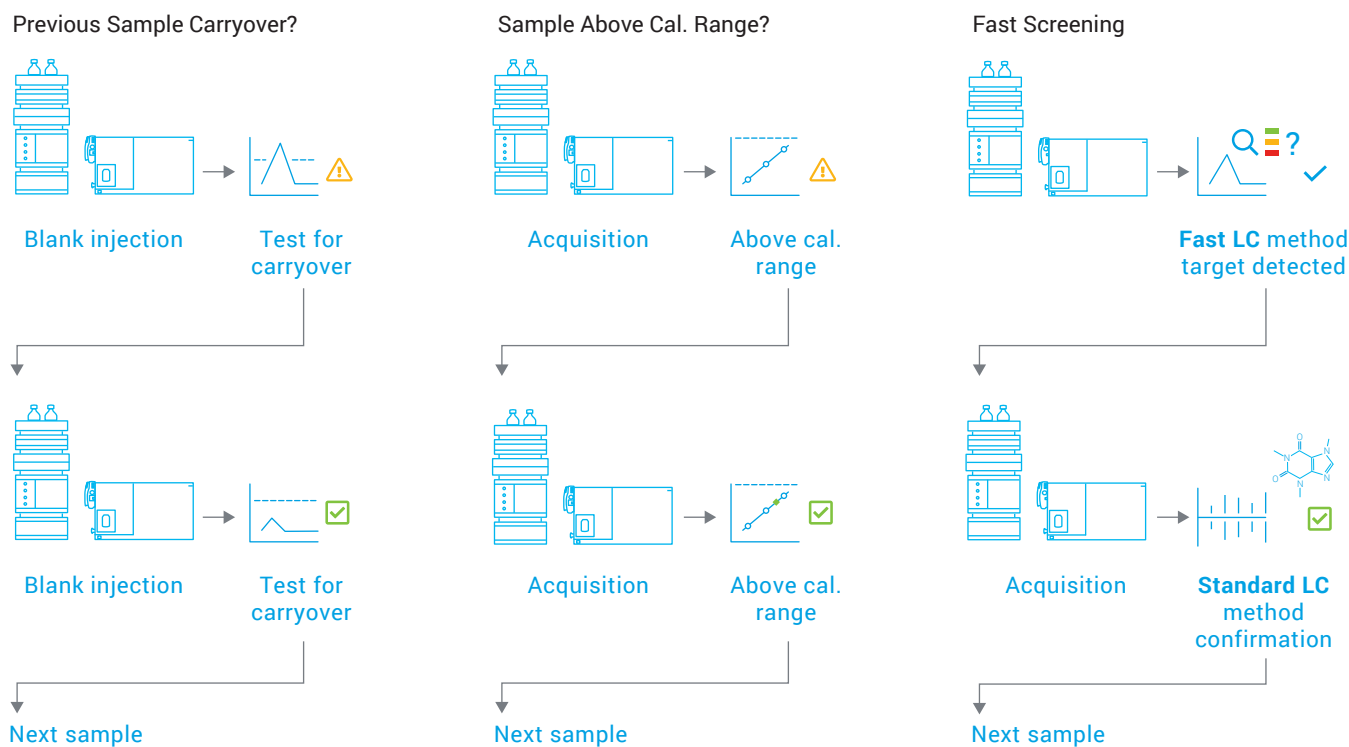 Previous Sample Carryover?
Blank injection
Test for
carryover
Blank injection
Test for
carryover
Next sample
Sample Above Cal. Range?
Acquisition
Above cal.
range
Acquisition
Above cal.
range
Next sample
Fast Screening
?
Fast LC method
target detected
O
N
N
O
N
N
Acquisition
Standard LC
method
confirmation
Next sample